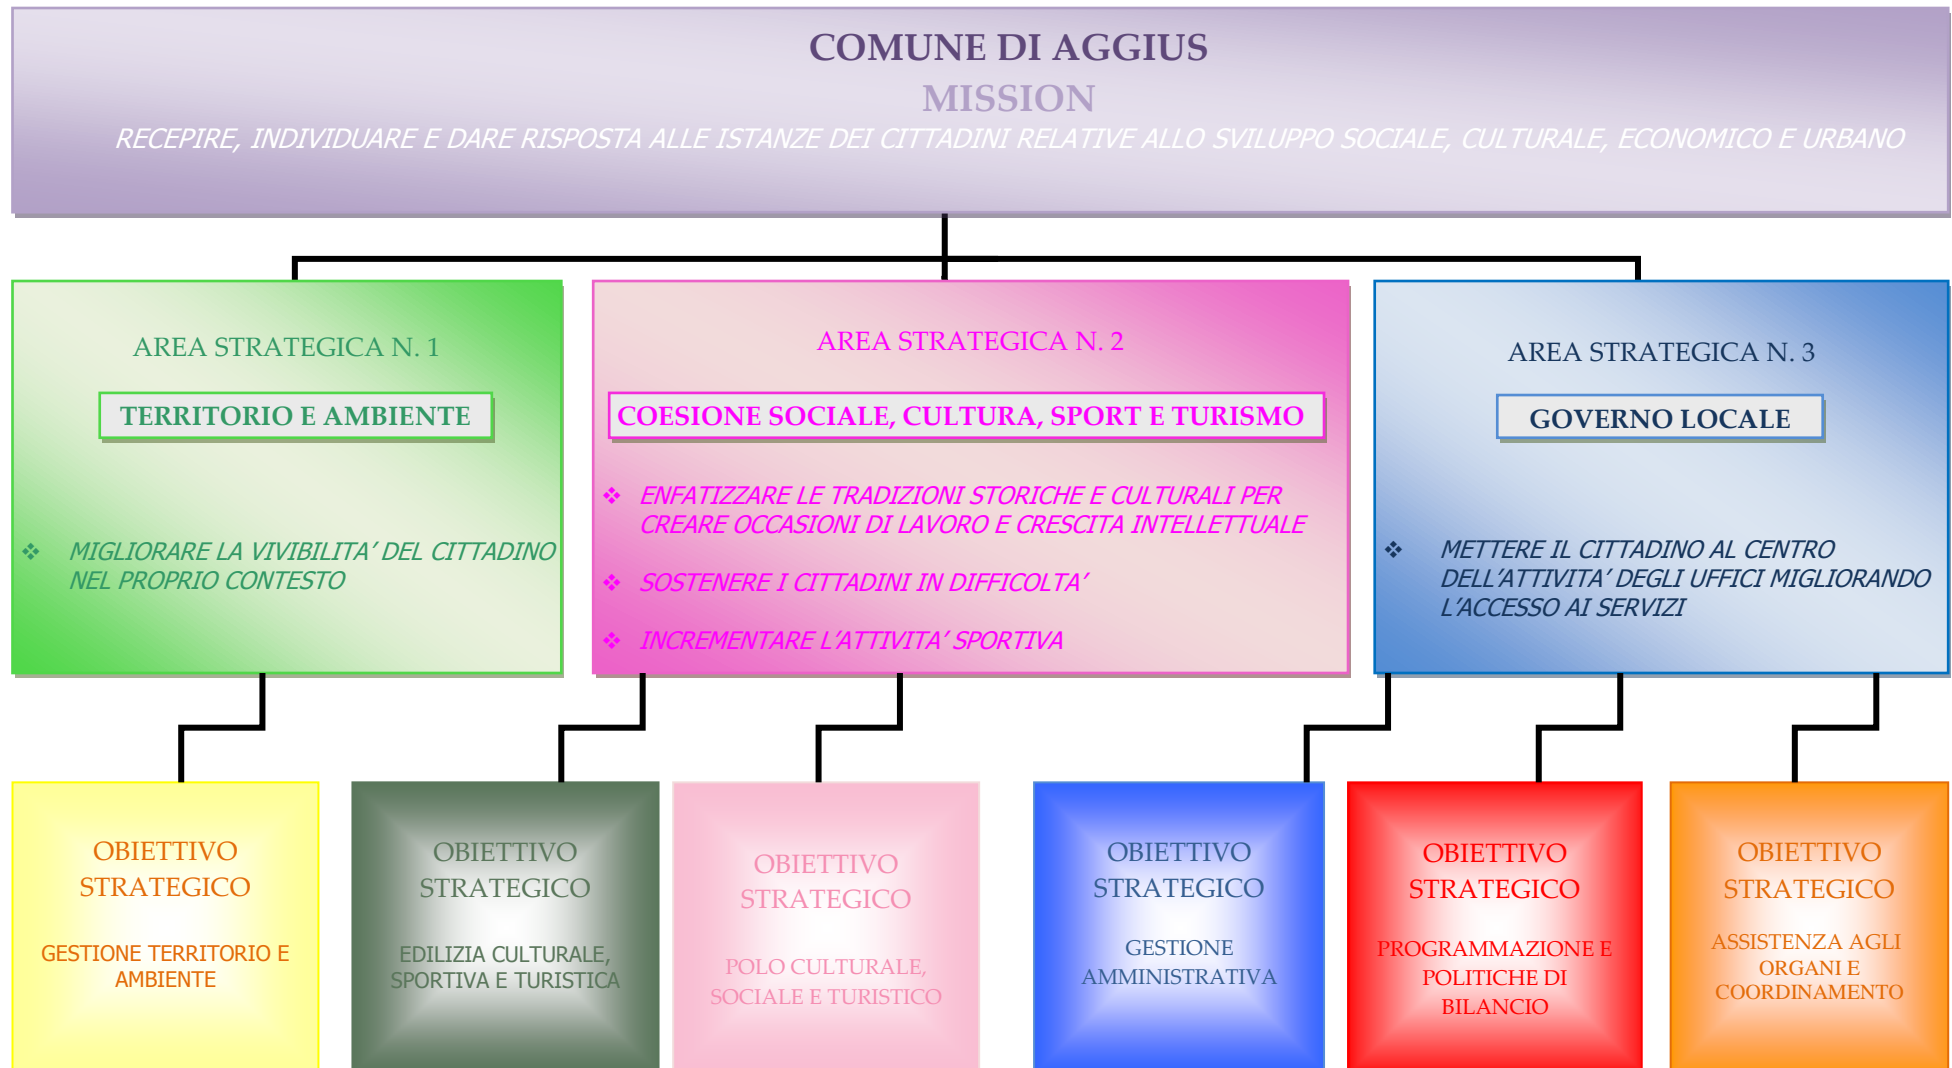 COMUNE DI AGGIUS
MISSION
RECEPIRE, INDIVIDUARE E DARE RISPOSTA ALLE ISTANZE DEI CITTADINI RELATIVE ALLO SVILUPPO SOCIALE, CULTURALE, ECONOMICO E URBANO
AREA STRATEGICA N. 1
TERRITORIO E AMBIENTE
❖ MIGLIORARE LA VIVIBILITA’ DEL CITTADINO
NEL PROPRIO CONTESTO
AREA STRATEGICA N. 2
COESIONE SOCIALE, CULTURA, SPORT E TURISMO
❖ ENFATIZZARE LE TRADIZIONI STORICHE E CULTURALI PER
CREARE OCCASIONI DI LAVORO E CRESCITA INTELLETTUALE
❖ SOSTENERE I CITTADINI IN DIFFICOLTA’
❖ INCREMENTARE L’ATTIVITA’ SPORTIVA
AREA STRATEGICA N. 3
GOVERNO LOCALE
❖ METTERE IL CITTADINO AL CENTRO
DELL’ATTIVITA’ DEGLI UFFICI MIGLIORANDO
L’ACCESSO AI SERVIZI
OBIETTIVO
STRATEGICO
GESTIONE TERRITORIO E
AMBIENTE
OBIETTIVO
STRATEGICO
EDILIZIA CULTURALE,
SPORTIVA E TURISTICA
OBIETTIVO
STRATEGICO
POLO CULTURALE,
SOCIALE E TURISTICO
OBIETTIVO
STRATEGICO
GESTIONE
AMMINISTRATIVA
OBIETTIVO
STRATEGICO
PROGRAMMAZIONE E
POLITICHE DI
BILANCIO
OBIETTIVO
STRATEGICO
ASSISTENZA AGLI
ORGANI E
COORDINAMENTO